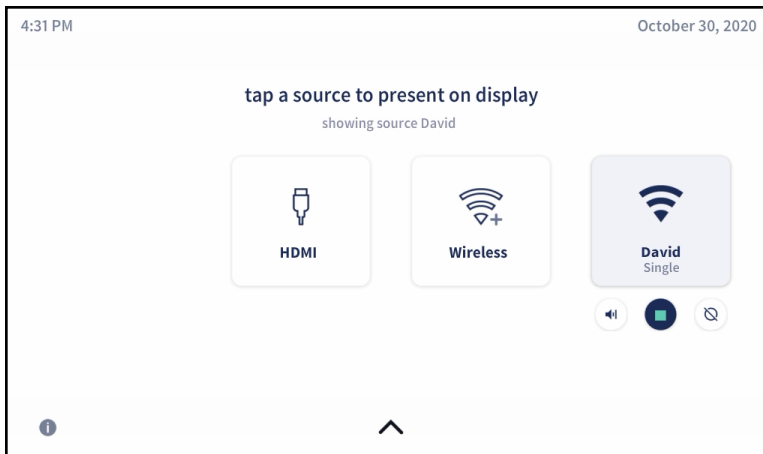 4:31 PM
October 30, 2020
tap a source to present on display
showing source David
HDMI
Wireless
David
Single